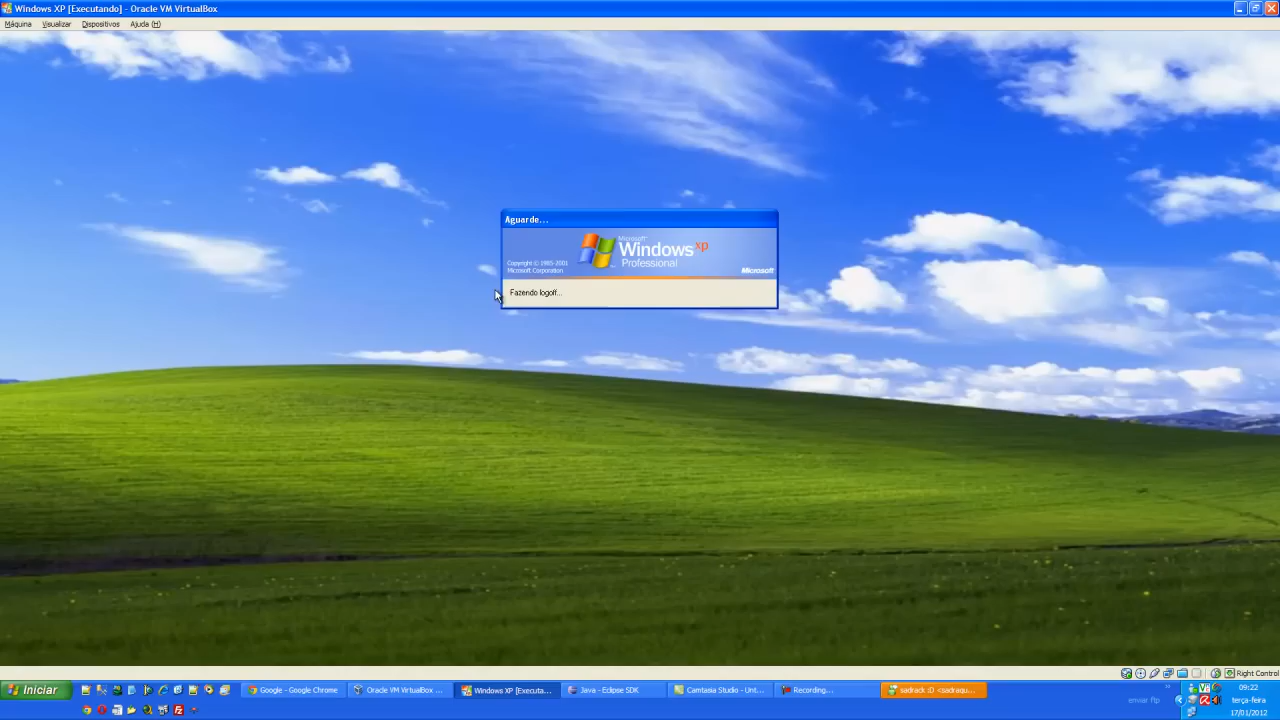 Windows XP [Executando] - Oracle VM VirtualBox
Máquina Visualizar Dispositivos Ajuda (H)
Aguarde...
Microsoft
Windows xp
Professional
Copyright © 1985-2001
Microsoft Corporation
Microsoft
Fazendo logoff...
Right Control
Iniciar
Google - Google Chrome
Oracle VM VirtualBox ...
Windows XP [Executa...
Java - Eclipse SDK
Camtasia Studio - Unt...
Recording...
sadrack :D <sadraqu...
enviar ftp
09:22
terça-feira
17/01/2012